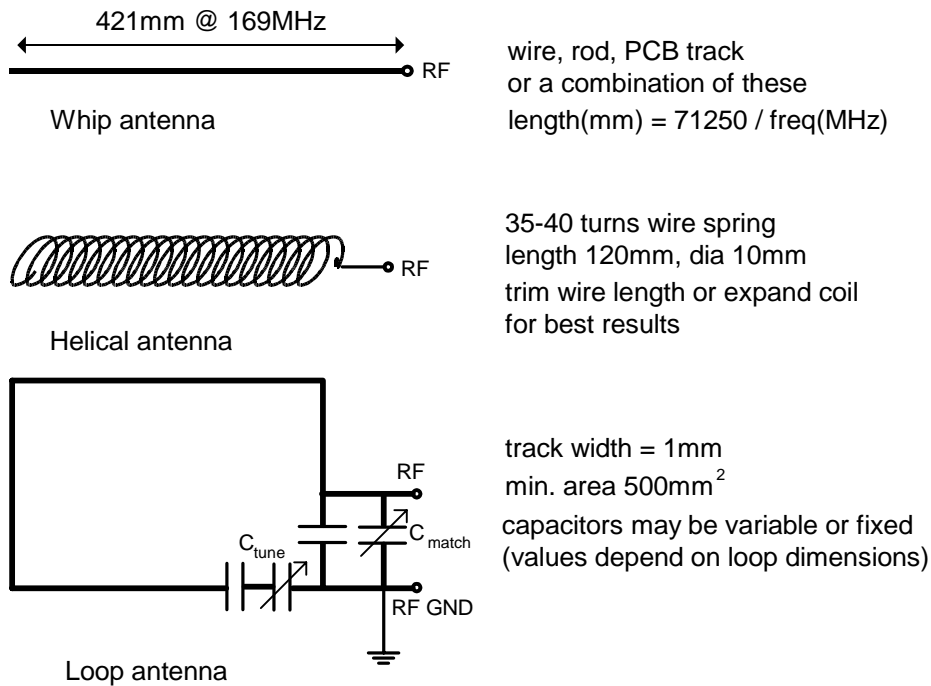 421mm @ 169MHz
RF
Whip antenna
wire, rod, PCB track
or a combination of these
length(mm) = 71250 / freq(MHz)
RF
Helical antenna
35-40 turns wire spring
length 120mm, dia 10mm
trim wire length or expand coil
for best results
RF
C match
C tune
RF GND
Loop antenna
track width = 1mm
min. area 500mm²
capacitors may be variable or fixed
(values depend on loop dimensions)